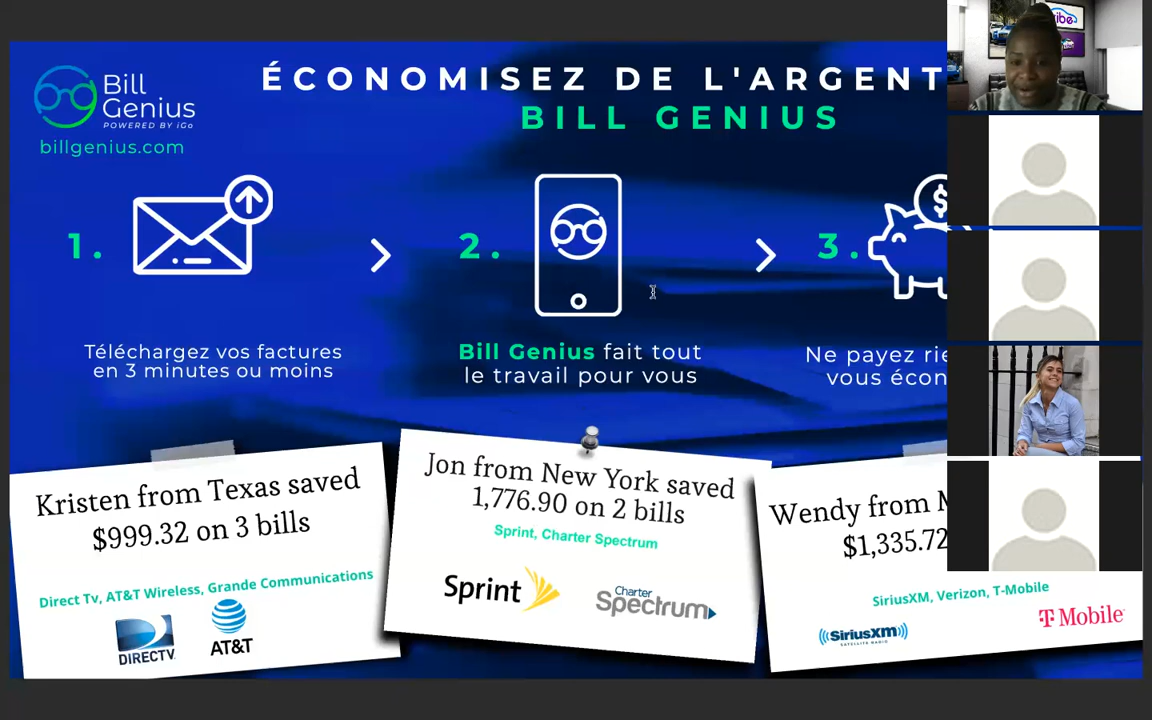 Bill
Genius
POWERED BY iGo
billgenius.com
ÉCONOMISEZ DE L'ARGENT
BILL GENIUS
1.
2.
3.
$
Téléchargez vos factures
en 3 minutes ou moins
Bill Genius fait tout
le travail pour vous
Ne payez
vous
Kristen from Texas saved
$999.32 on 3 bills
Direct Tv, AT&T Wireless, Grande Communications
DIRECTV
AT&T
Jon from New York saved
1,776.90 on 2 bills
Sprint, Charter Spectrum
Sprint
Charter
Spectrum
Wendy from
$1,335.72
SiriusXM, Verizon, T-Mobile
SiriusXM
SATELLITE RADIO
T Mobile